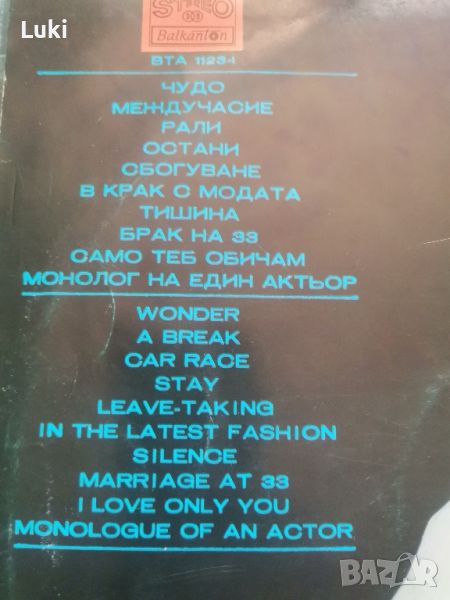 Luki
STEREO
Balkanton
ВТА 11234
ЧУДО
МЕЖДУЧАСИЕ
РАЛИ
ОСТАНИ
СБОГУВАНЕ
В КРАК С МОДАТА
ТИШИНА
БРАК НА 33
САМО ТЕБ ОБИЧАМ
МОНОЛОГ НА ЕДИН АКТЬОР
WONDER
A BREAK
CAR RACE
STAY
LEAVE-TAKING
IN THE LATEST FASHION
SILENCE
MARRIAGE AT 33
I LOVE ONLY YOU
MONOLOGUE OF AN ACTOR
BAZAR